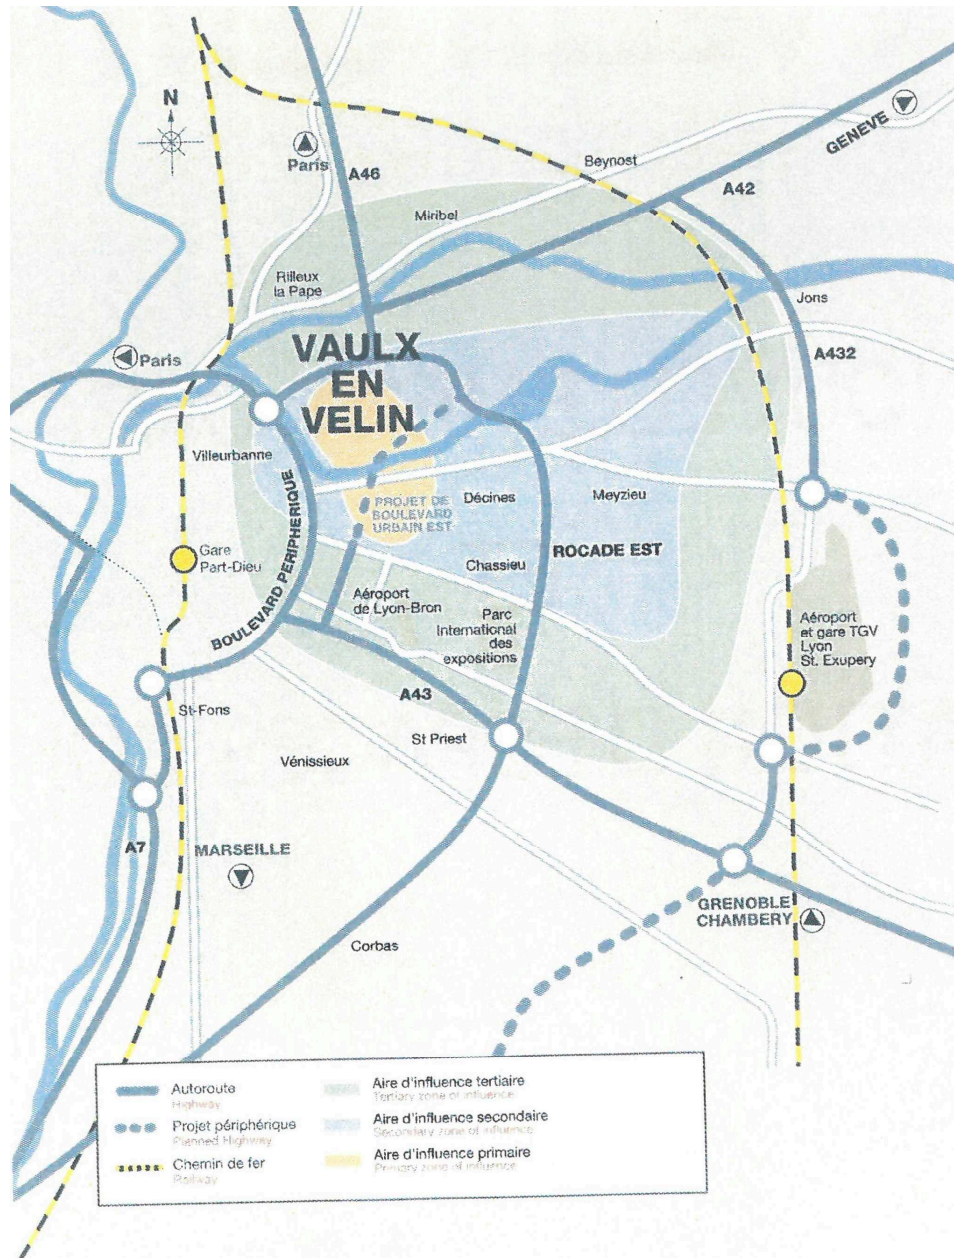 N
Paris
A46
GENEVE
Beynost
A42
Miribel
Rilleux
la Pape
Jons
Paris
VAULX
EN
VELIN
A432
Villeurbanne
PROJET DE
BOULEVARD
URBAIN EST
Décines
Meyzieu
BOULEVARD PERIPHERIQUE
ROCADE EST
Gare
Part-Dieu
Chassieu
Aéroport
de Lyon-Bron
Parc
International
des
expositions
Aéroport
et gare TGV
Lyon
St. Exupery
A43
St-Fons
St Priest
Vénissieux
A7
MARSEILLE
GRENOBLE
CHAMBERY
Corbas
Autoroute
Highway
Projet périphérique
Planned Highway
Chemin de fer
Railway
Aire d'influence tertiaire
Tertiary zone of influence
Aire d'influence secondaire
Secondary zone of influence
Aire d'influence primaire
Primary zone of influence